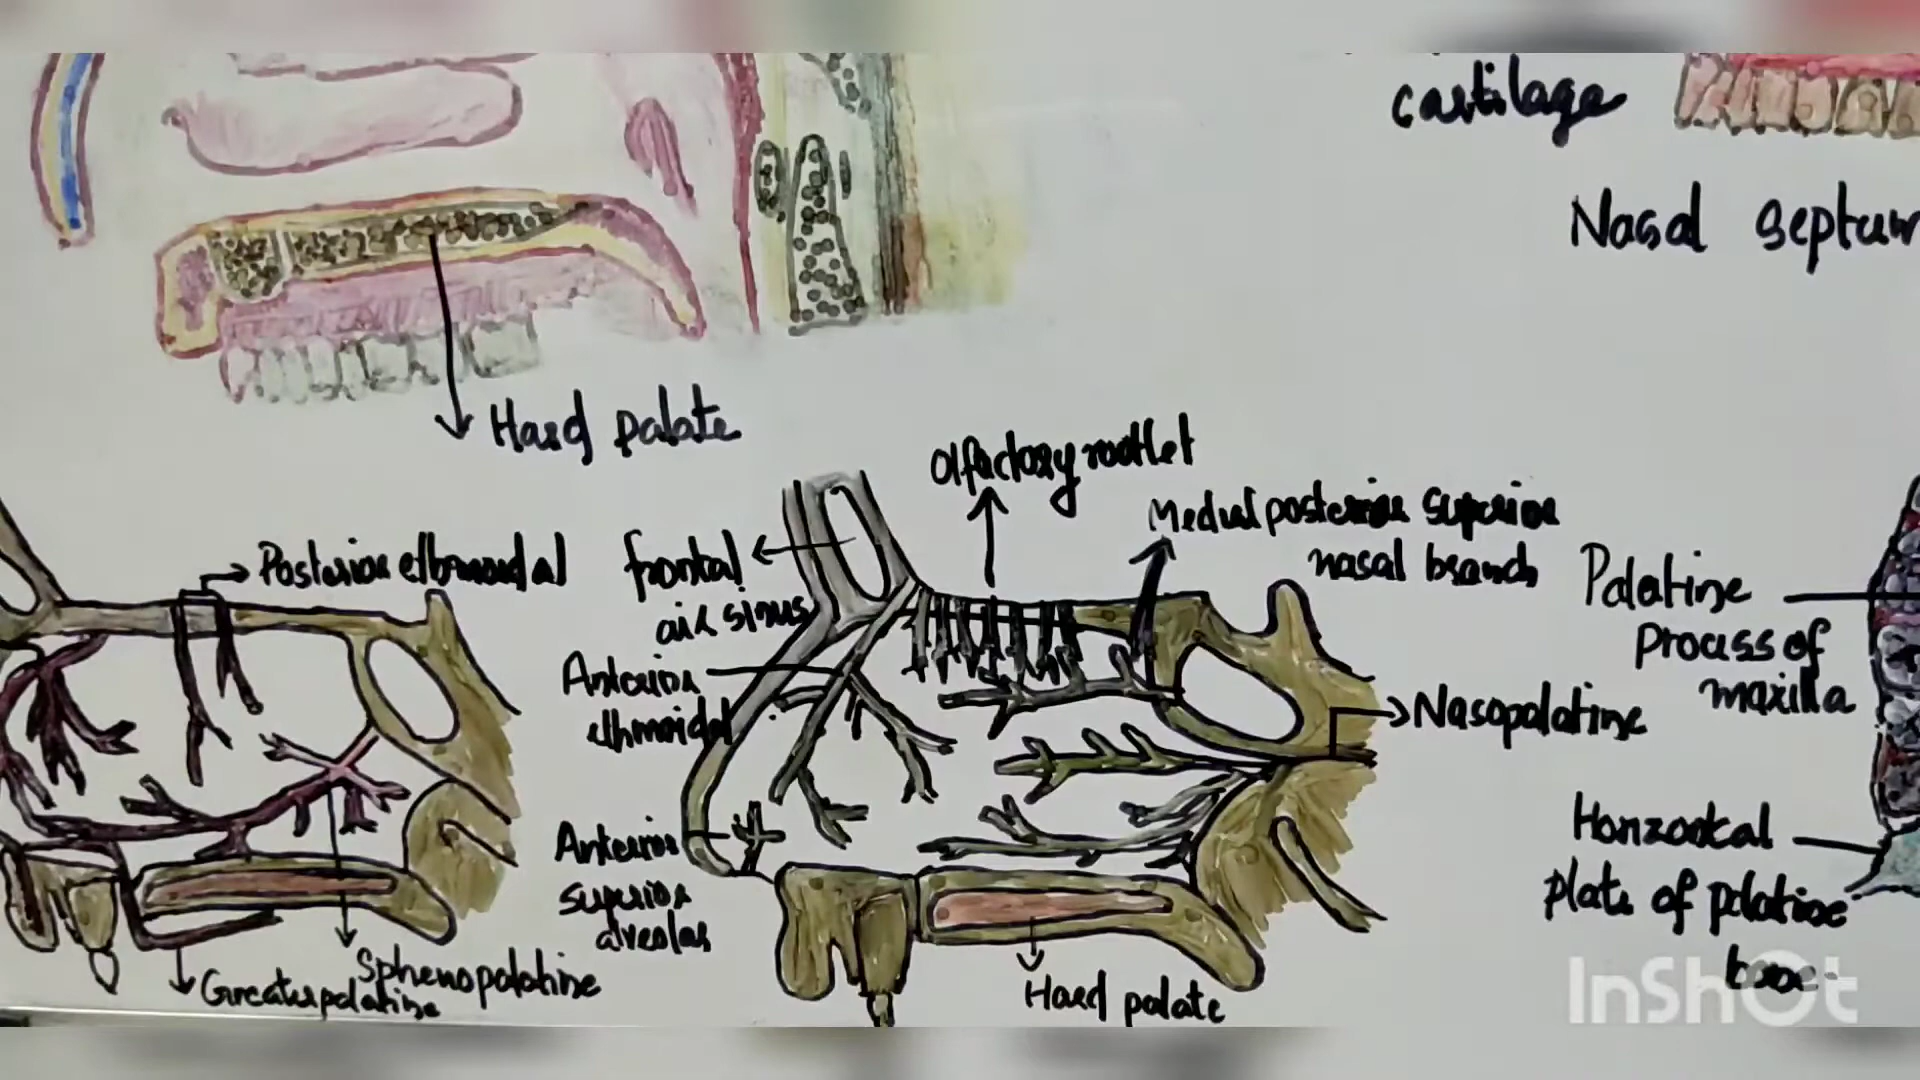 cartilage
Nasal septum
Hard palate
Olfactory rootlet
Medial posterior superior
nasal branch
Posterior ethmoidal
frontal
air sinus
Anterior
ethmoidal
Palatine
process of
maxilla
Nasopalatine
Anterior
superior
alveolar
Horizontal
plate of palatine
bone
Sphenopalatine
Greater palatine
Hard palate
InShOt